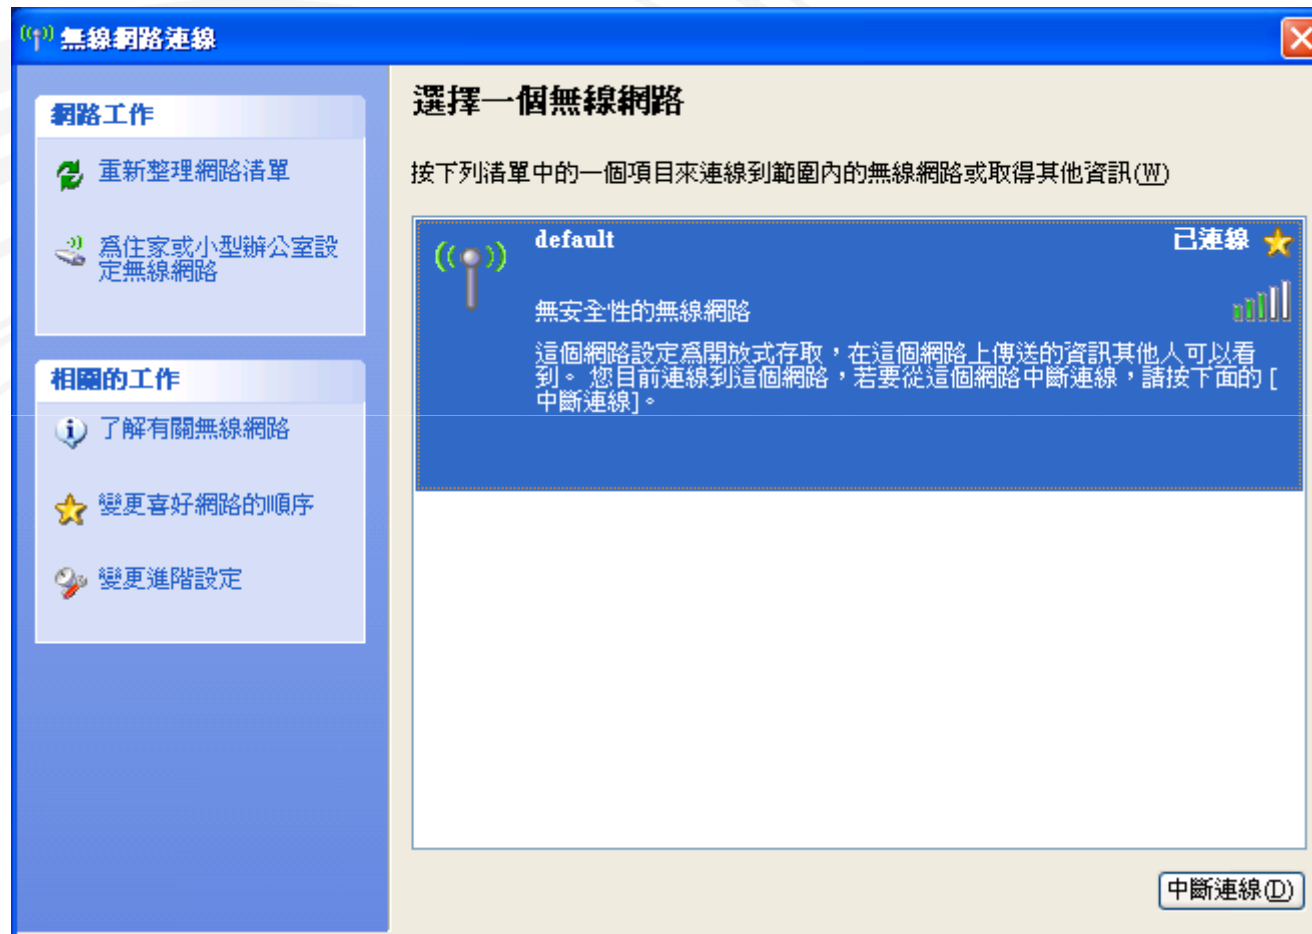 無線網路連線
網路工作
重新整理網路清單
為住家或小型辦公室設
定無線網路
相關的工作
了解有關無線網路
變更喜好網路的順序
變更進階設定
選擇一個無線網路
按下列清單中的一個項目來連線到範圍內的無線網路或取得其他資訊(W)
default
已連線
無安全性的無線網路
這個網路設定為開放式存取，在這個網路上傳送的資訊其他人可以看
到。 您目前連線到這個網路，若要從這個網路中斷連線，請按下面的 [
中斷連線]。
中斷連線(D)